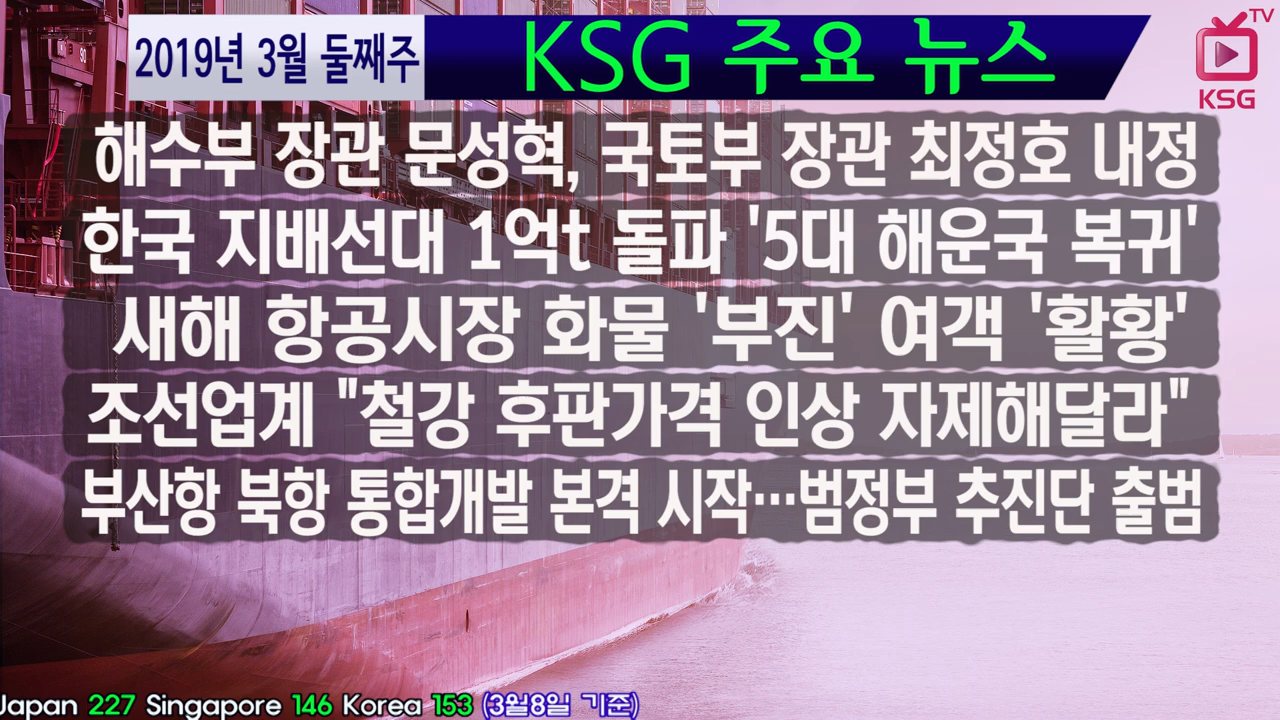 2019년 3월 둘째주
KSG 주요 뉴스
TV
KSG
해수부 장관 문성혁, 국토부 장관 최정호 내정
한국 지배선대 1억t 돌파 '5대 해운국 복귀'
새해 항공시장 화물 '부진' 여객 '활황'
조선업계 "철강 후판가격 인상 자제해달라"
부산항 북항 통합개발 본격 시작…범정부 추진단 출범
Japan 227 Singapore 146 Korea 153 (3월8일 기준)